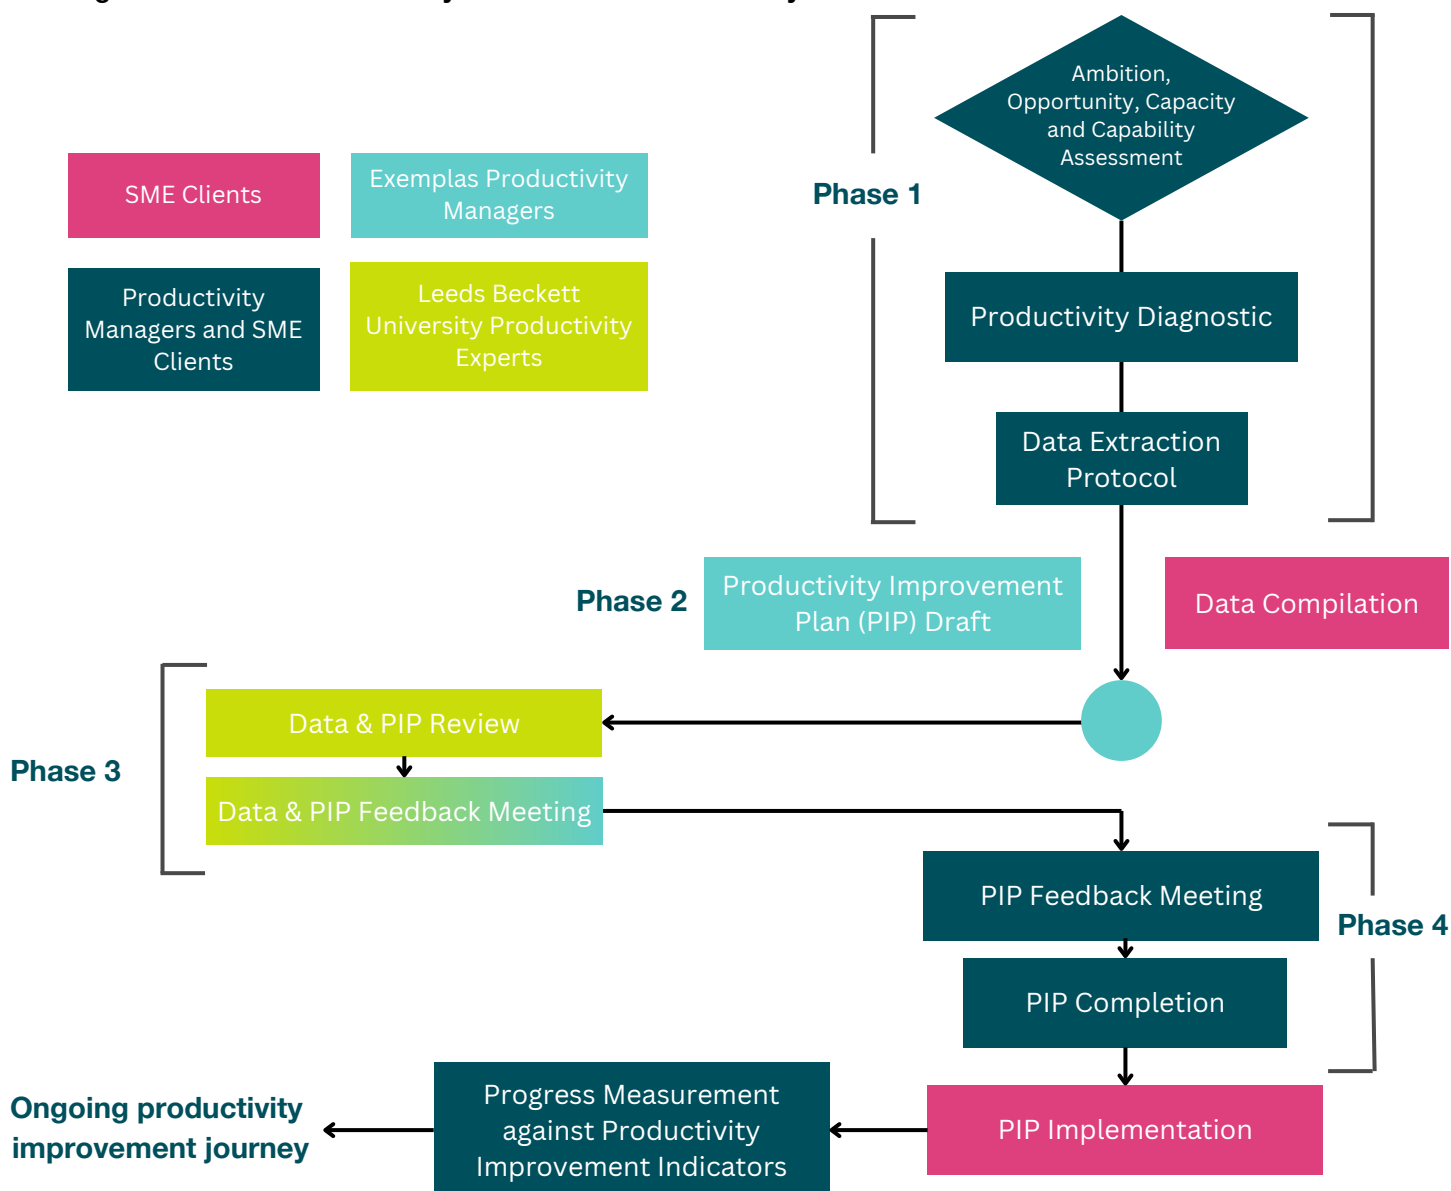 Ambition,
Opportunity, Capacity
and Capability
Assessment
SME Clients
Exemplas Productivity
Managers
Phase 1
Productivity
Managers and SME
Clients
Leeds Beckett
University Productivity
Experts
Productivity Diagnostic
Data Extraction
Protocol
Phase 2
Productivity Improvement
Plan (PIP) Draft
Data Compilation
Data & PIP Review
Phase 3
Data & PIP Feedback Meeting
PIP Feedback Meeting
Phase 4
PIP Completion
PIP Implementation
Progress Measurement
against Productivity
Improvement Indicators
Ongoing productivity
improvement journey